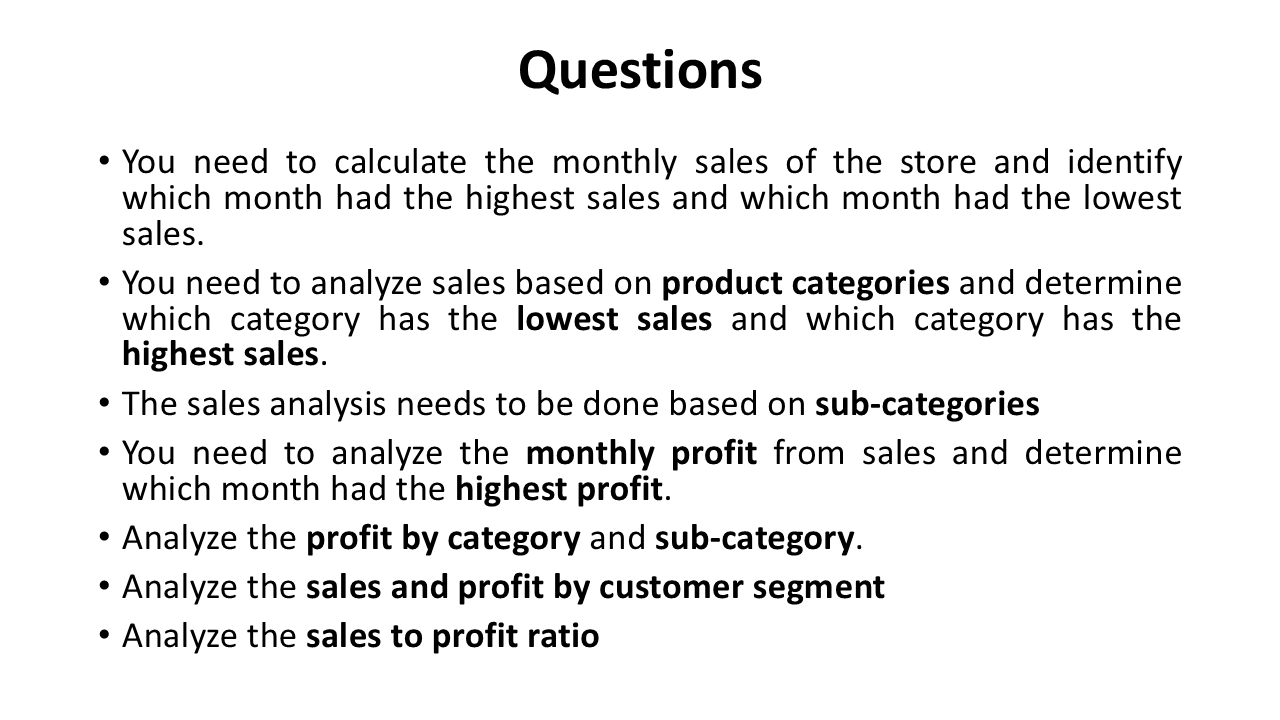 Questions
• You need to calculate the monthly sales of the store and identify
which month had the highest sales and which month had the lowest
sales.
• You need to analyze sales based on product categories and determine
which category has the lowest sales and which category has the
highest sales.
• The sales analysis needs to be done based on sub-categories
• You need to analyze the monthly profit from sales and determine
which month had the highest profit.
• Analyze the profit by category and sub-category.
• Analyze the sales and profit by customer segment
• Analyze the sales to profit ratio